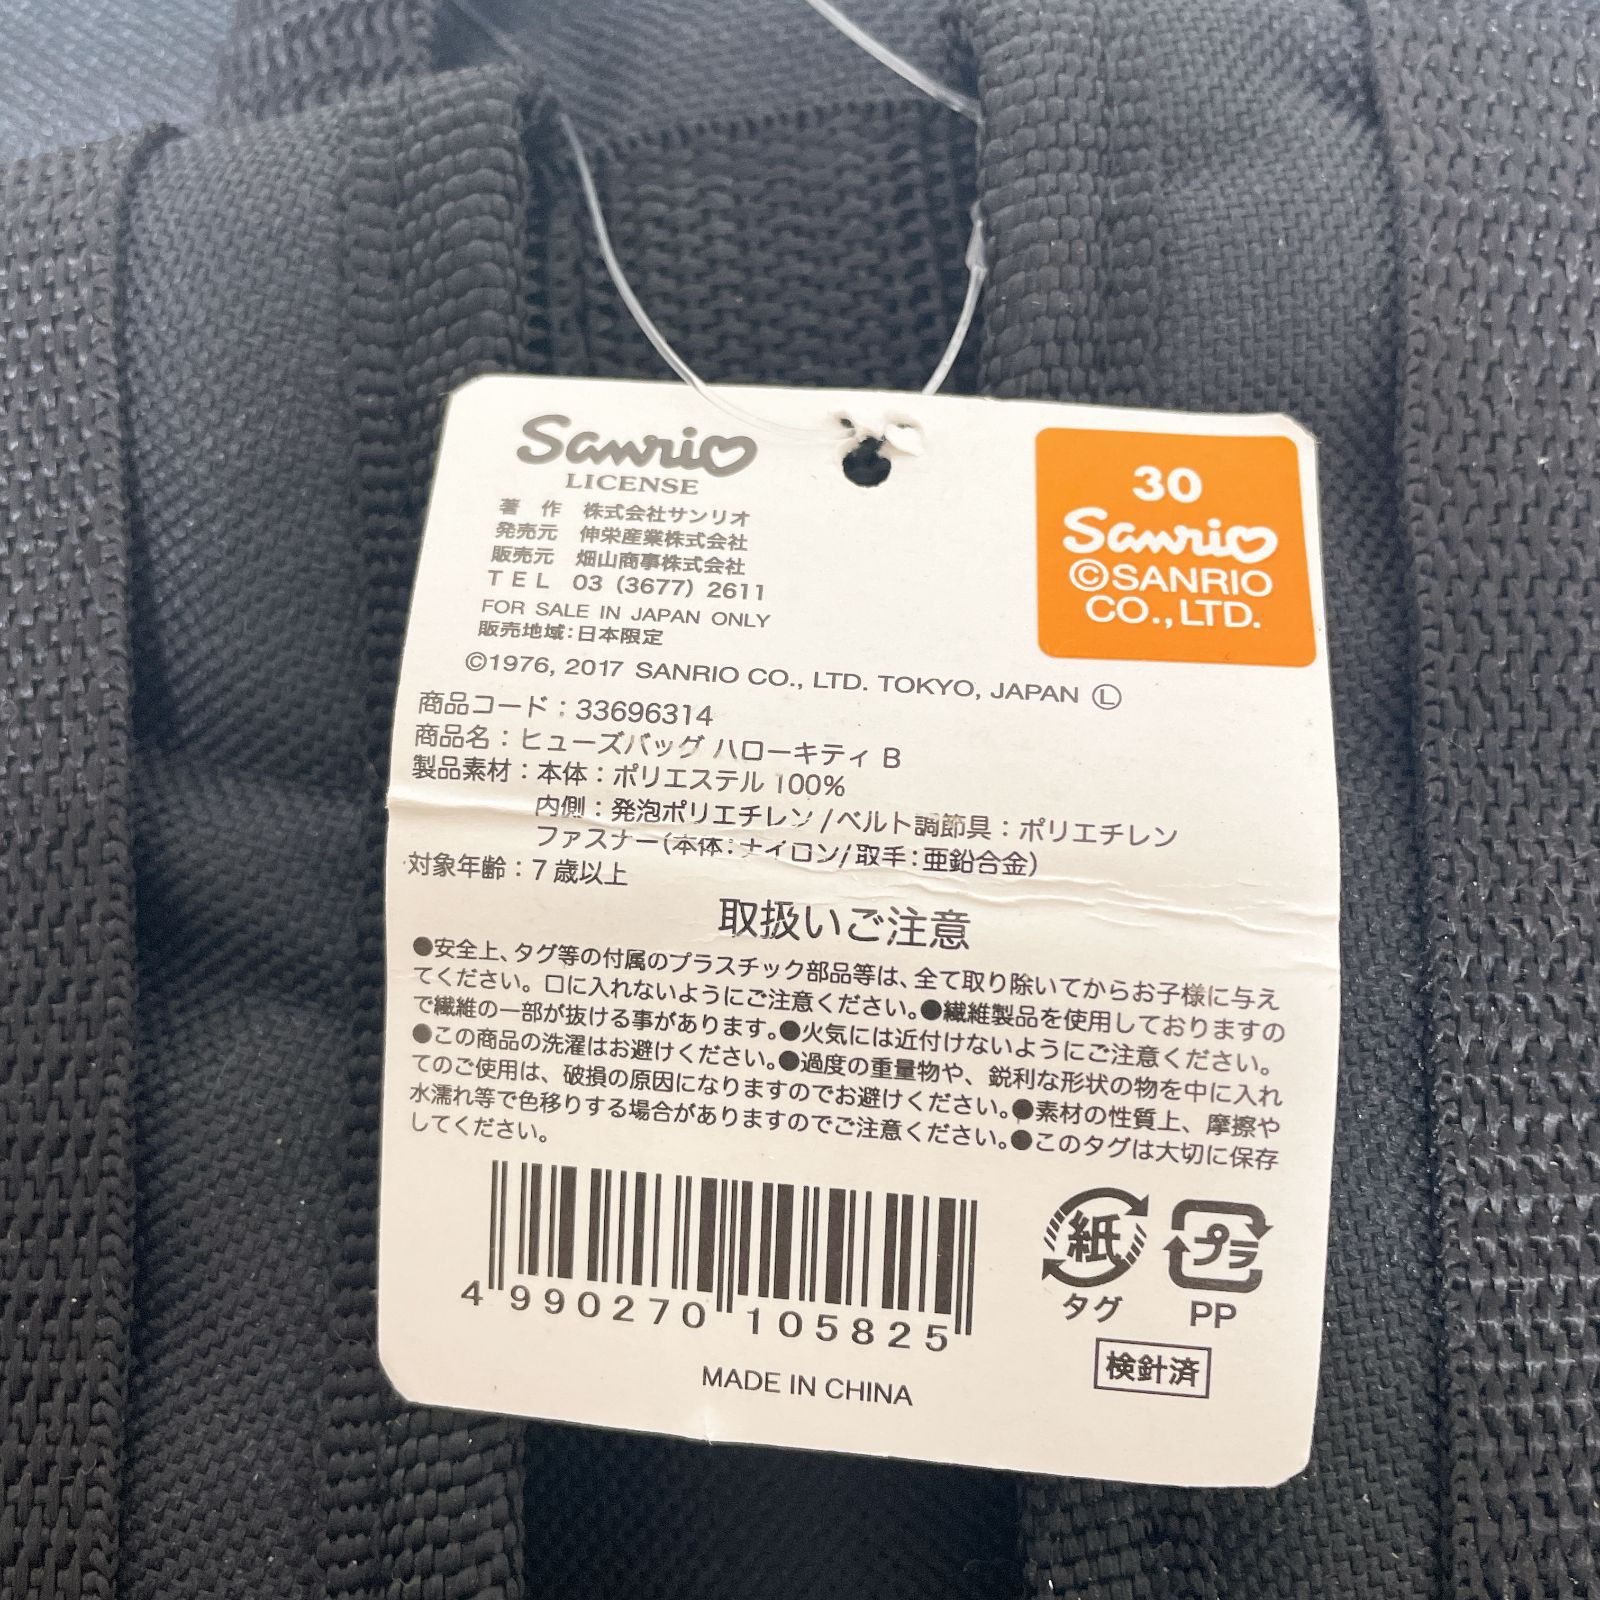 Sanrio
LICENSE
著 作 株式会社サンリオ
発売元 伸栄産業株式会社
販売元 畑山商事株式会社
TEL 03 (3677) 2611
FOR SALE IN JAPAN ONLY
販売地域:日本限定
©1976, 2017 SANRIO CO., LTD. TOKYO, JAPAN Ⓛ
30
Sanrio
©SANRIO
CO.,LTD.
商品コード:33696314
商品名:ヒューズバッグ ハローキティ B
製品素材:本体:ポリエステル 100%
内側:発泡ポリエチレン/ベルト調節具:ポリエチレン
ファスナー(本体:ナイロン/取手:亜鉛合金)
対象年齢:7歳以上
取扱いご注意
●安全上、タグ等の付属のプラスチック部品等は、全て取り除いてからお子様に与え
てください。口に入れないようにご注意ください。●繊維製品を使用しておりますの
で繊維の一部が抜ける事があります。●火気には近付けないようにご注意ください。
●この商品の洗濯はお避けください。●過度の重量物や、鋭利な形状の物を中に入れ
てのご使用は、破損の原因になりますのでお避けください。●素材の性質上、摩擦や
水濡れ等で色移りする場合がありますのでご注意ください。●このタグは大切に保存
してください。
4 990270 105825
MADE IN CHINA
紙
タグ
プラ
PP
検針済